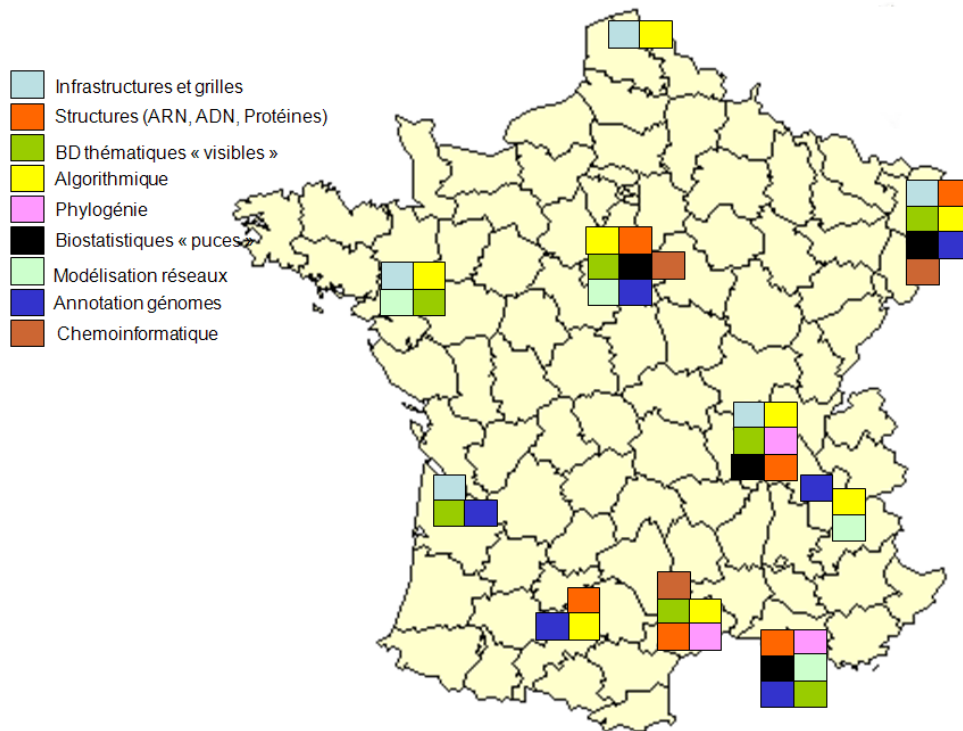 Infrastructures et grilles
Structures (ARN, ADN, Protéines)
BD thématiques « visibles »
Algorithmique
Phylogénie
Biostatistiques « puces »
Modélisation réseaux
Annotation génomes
Chemoinformatique